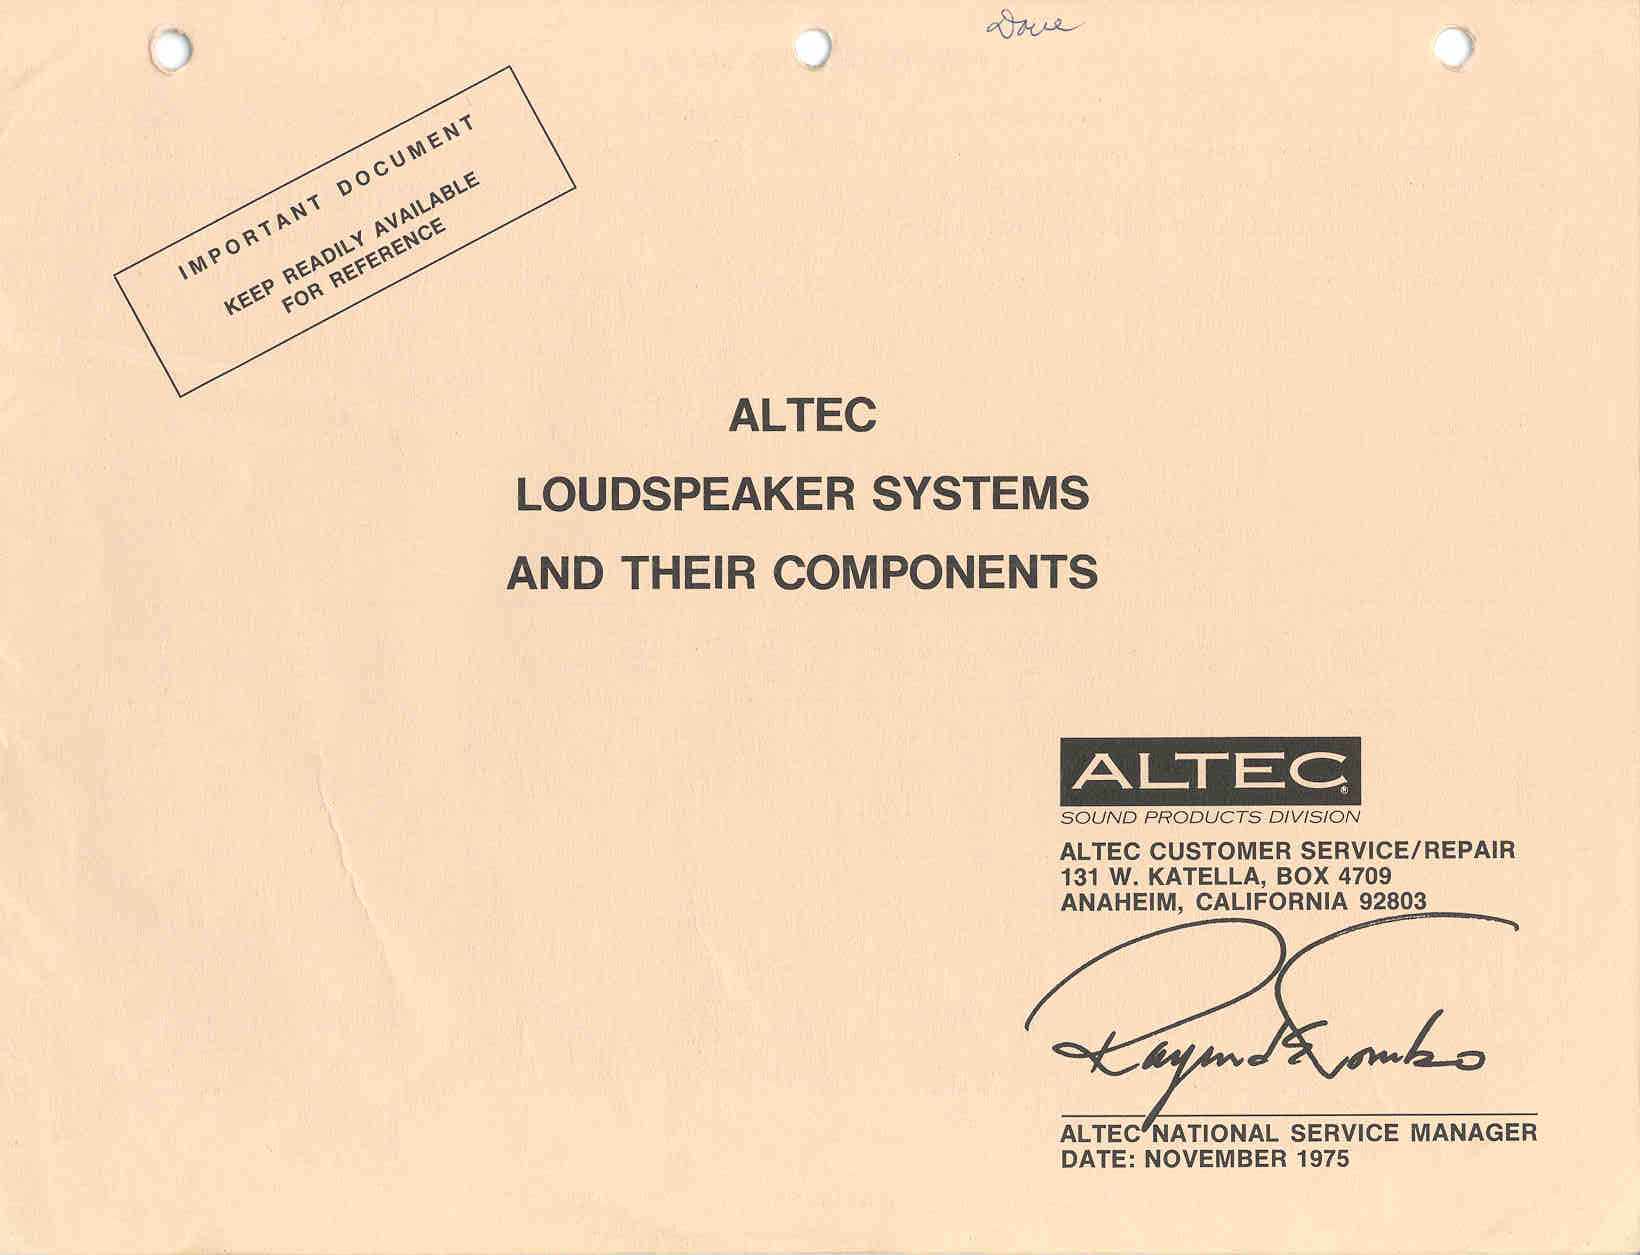 Dave
IMPORTANT DOCUMENT
KEEP READILY AVAILABLE
FOR REFERENCE
ALTEC
LOUDSPEAKER SYSTEMS
AND THEIR COMPONENTS
ALTEC®
SOUND PRODUCTS DIVISION
ALTEC CUSTOMER SERVICE/REPAIR
131 W. KATELLA, BOX 4709
ANAHEIM, CALIFORNIA 92803
ALTEC NATIONAL SERVICE MANAGER
DATE: NOVEMBER 1975